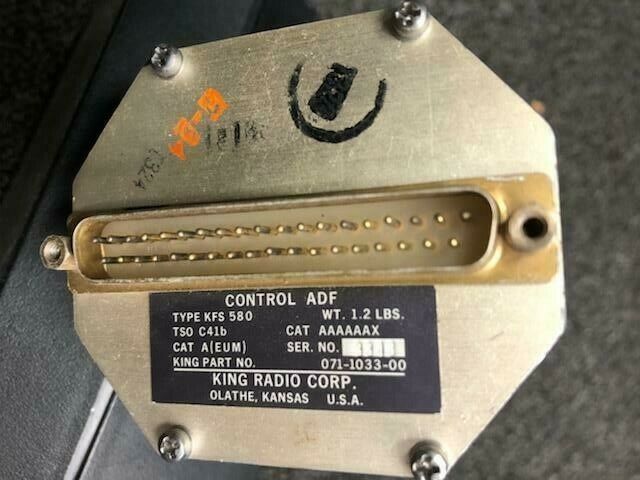 1324
CONTROL ADF
TYPE KFS 580 WT. 1.2 LBS.
TSO C41b CAT AAAAAAX
CAT A(EUM) SER. NO.
KING PART NO. 071-1033-00
KING RADIO CORP.
OLATHE, KANSAS U.S.A.